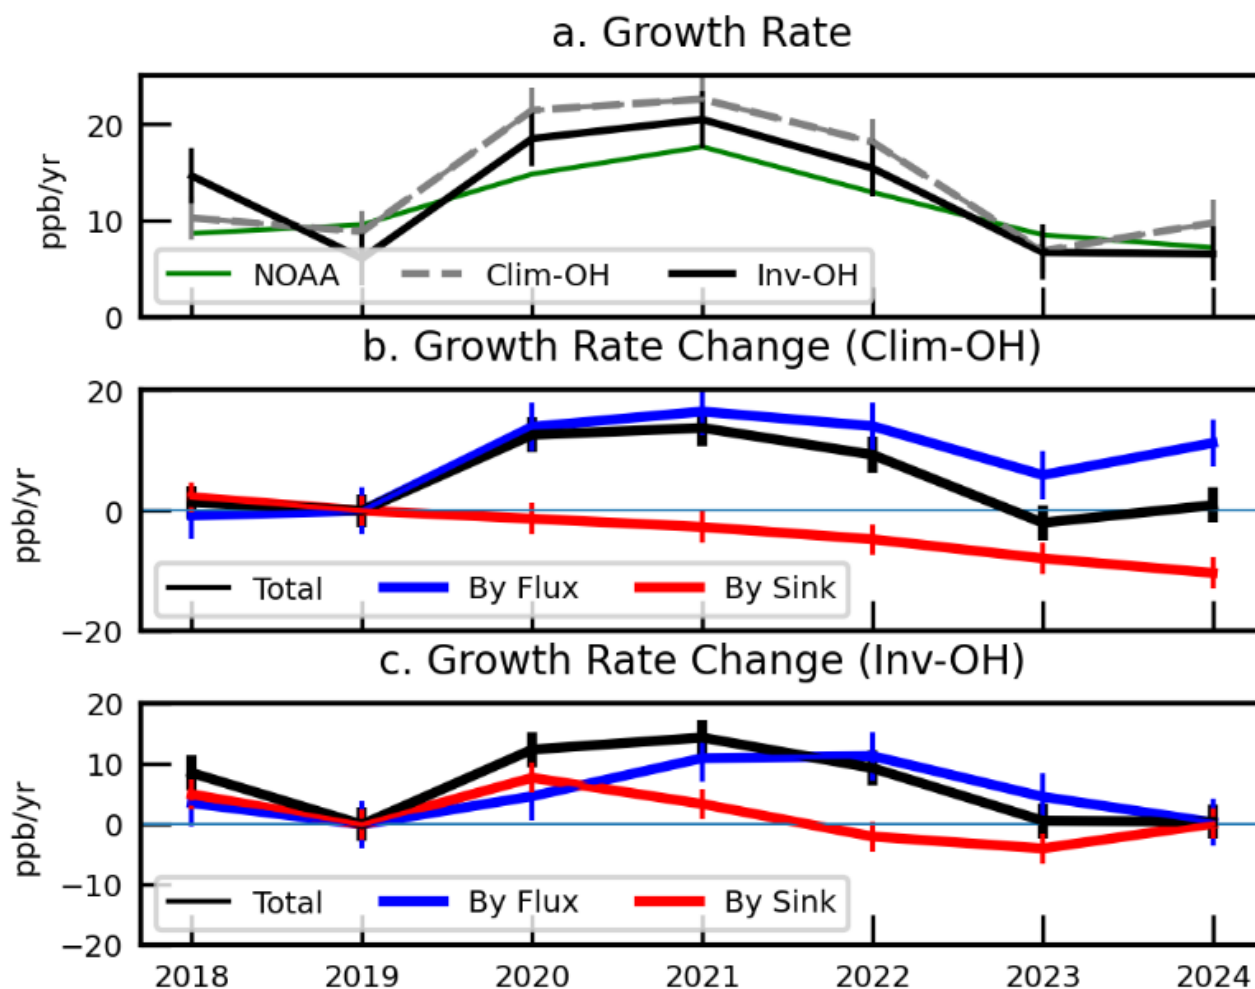 a. Growth Rate
20
10
0
ppb/yr
NOAA Clim-OH Inv-OH
b. Growth Rate Change (Clim-OH)
20
0
−20
ppb/yr
Total By Flux By Sink
c. Growth Rate Change (Inv-OH)
20
10
0
−10
−20
ppb/yr
Total By Flux By Sink
2018 2019 2020 2021 2022 2023 2024